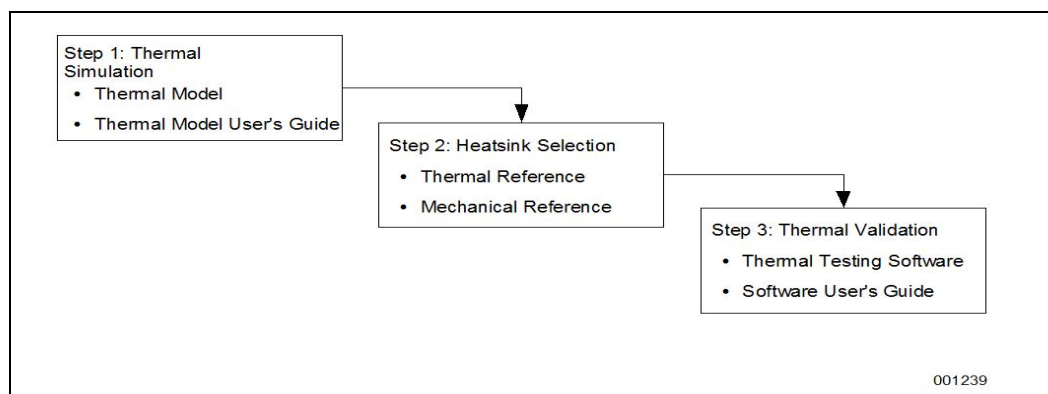 Step 1: Thermal
Simulation
• Thermal Model
• Thermal Model User's Guide
Step 2: Heatsink Selection
• Thermal Reference
• Mechanical Reference
Step 3: Thermal Validation
• Thermal Testing Software
• Software User's Guide
001239